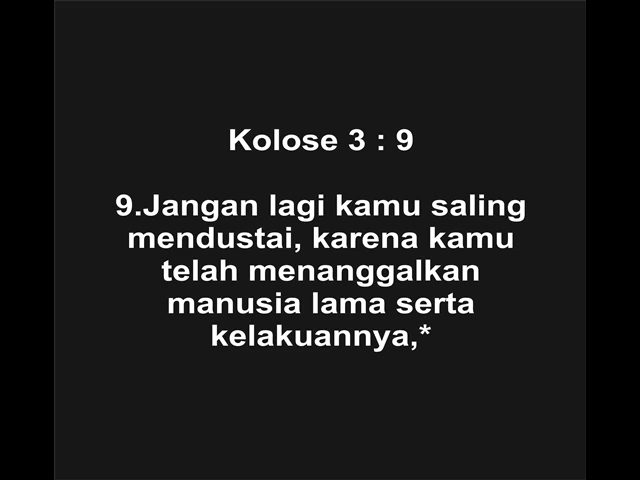 Kolose 3 : 9
9.Jangan lagi kamu saling
mendustai, karena kamu
telah menanggalkan
manusia lama serta
kelakuannya,*